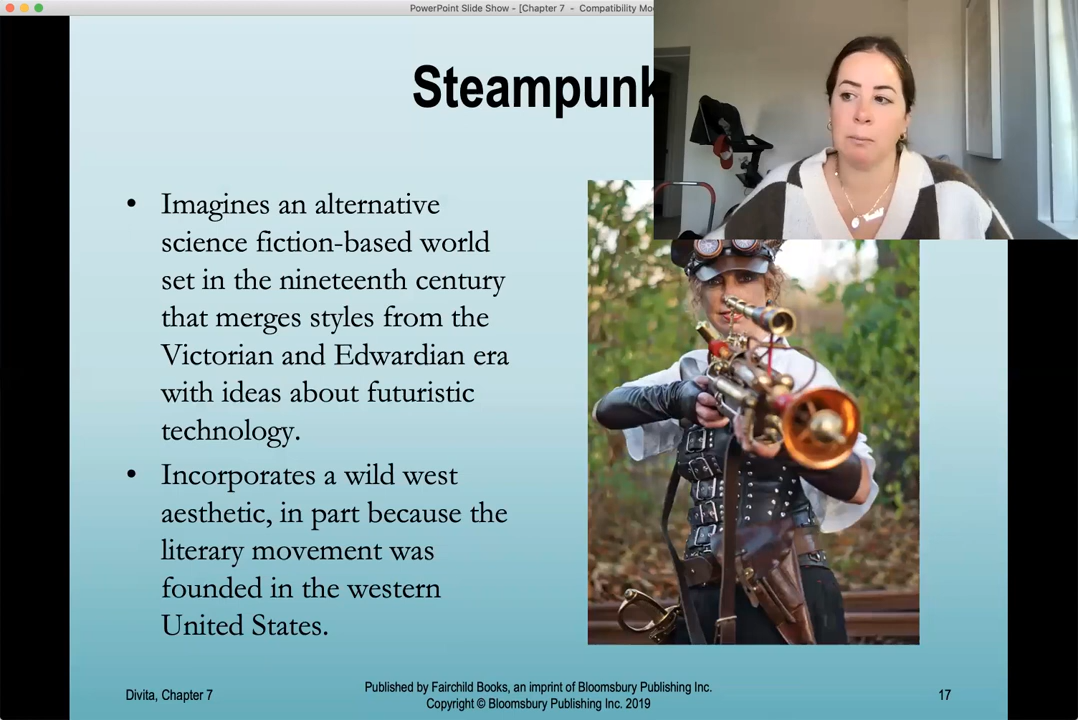 PowerPoint Slide Show - [Chapter 7 - Compatibility
Steampunk
• Imagines an alternative
science fiction-based world
set in the nineteenth century
that merges styles from the
Victorian and Edwardian era
with ideas about futuristic
technology.
• Incorporates a wild west
aesthetic, in part because the
literary movement was
founded in the western
United States.
Divita, Chapter 7
Published by Fairchild Books, an imprint of Bloomsbury Publishing Inc.
Copyright © Bloomsbury Publishing Inc. 2019
17